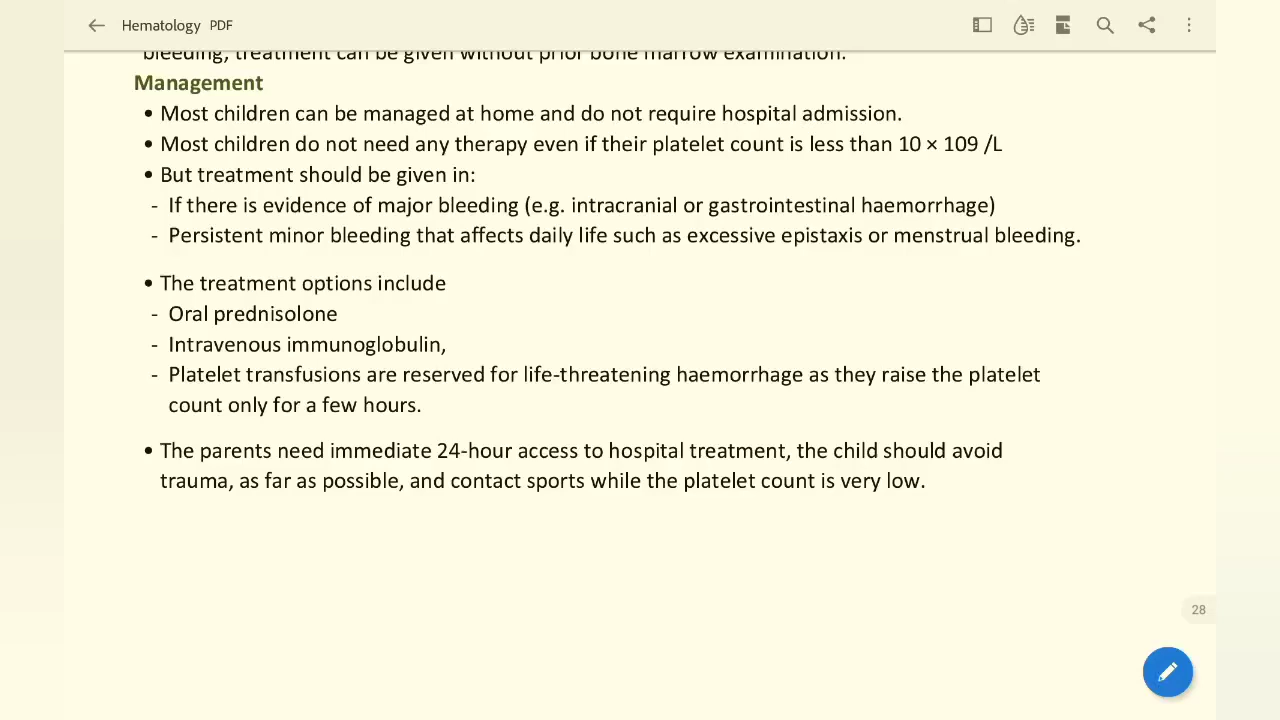 Hematology PDF
bleeding, treatment can be given without prior bone marrow examination.
Management
• Most children can be managed at home and do not require hospital admission.
• Most children do not need any therapy even if their platelet count is less than 10 × 109 /L
• But treatment should be given in:
- If there is evidence of major bleeding (e.g. intracranial or gastrointestinal haemorrhage)
- Persistent minor bleeding that affects daily life such as excessive epistaxis or menstrual bleeding.
• The treatment options include
- Oral prednisolone
- Intravenous immunoglobulin,
- Platelet transfusions are reserved for life-threatening haemorrhage as they raise the platelet
count only for a few hours.
• The parents need immediate 24-hour access to hospital treatment, the child should avoid
trauma, as far as possible, and contact sports while the platelet count is very low.
28